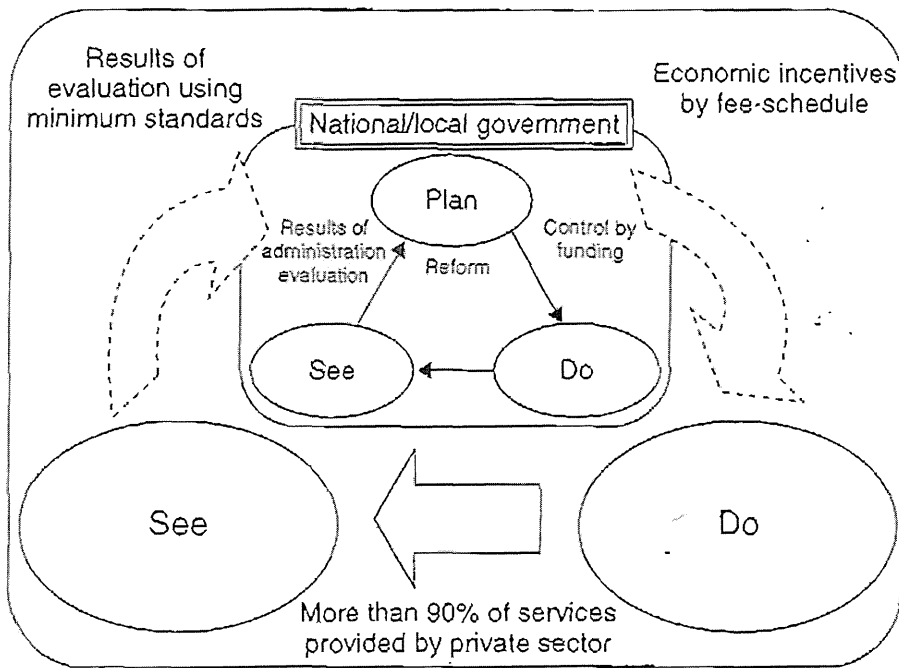 Results of
evaluation using
minimum standards
Economic incentives
by fee-schedule
National/local government
Plan
Results of
administration
evaluation
Reform
Control by
funding
See
Do
See
Do
More than 90% of services
provided by private sector